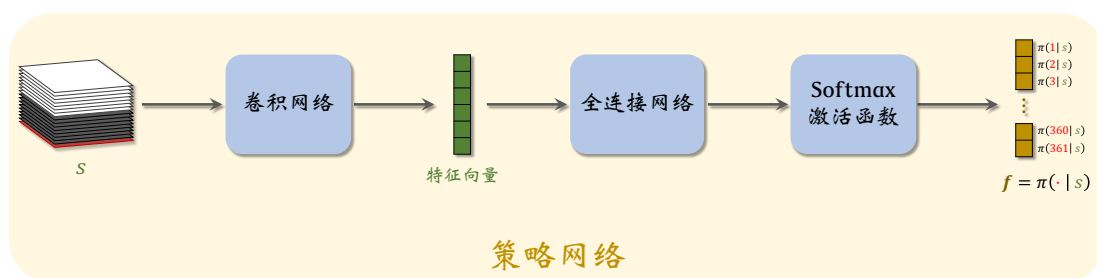 s
卷积网络
特征向量
全连接网络
Softmax
激活函数
π(1| s)
π(2| s)
π(3| s)
⋮
π(360| s)
π(361| s)
f = π(· | s)
策略网络